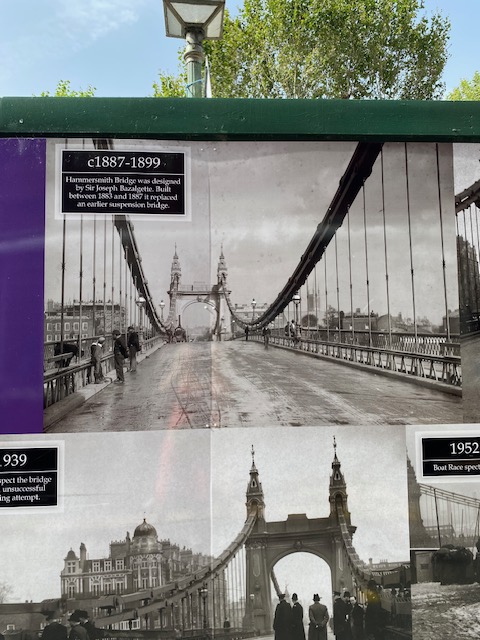 c1887-1899
Hammersmith Bridge was designed
by Sir Joseph Bazalgette. Built
between 1883 and 1887 it replaced
an earlier suspension bridge.
939
spect the bridge
unsuccessful
ing attempt.
1952
Boat Race spect